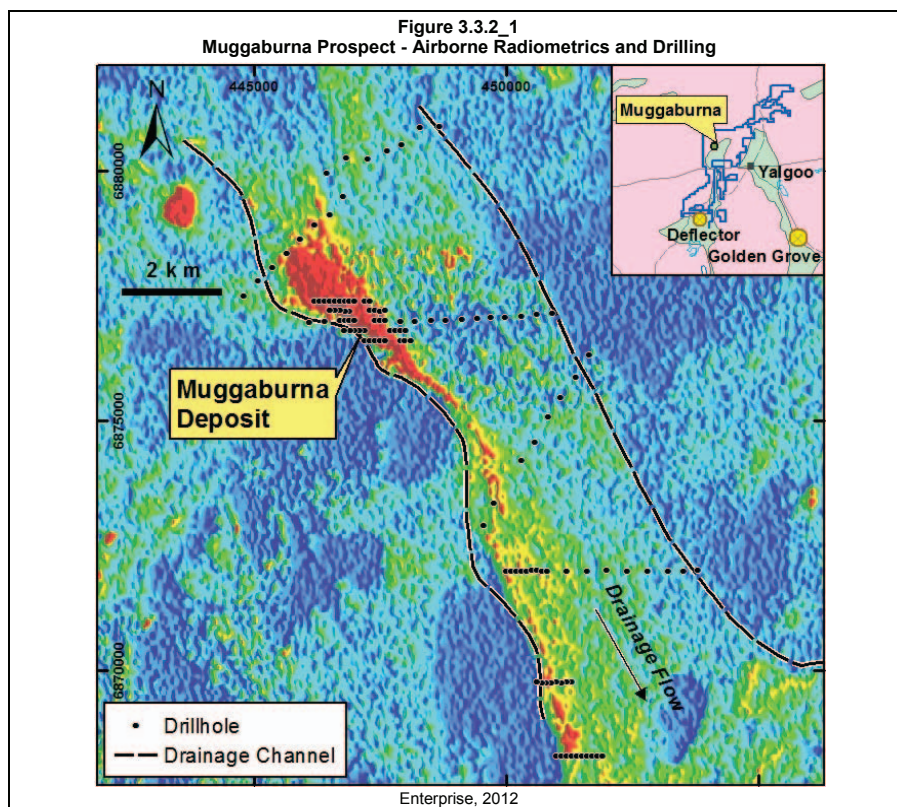 Figure 3.3.2_1
Muggaburna Prospect - Airborne Radiometrics and Drilling
N
445000
450000
6880000
6875000
6870000
2 k m
Muggaburna
Yalgoo
Deflector
Golden Grove
Muggaburna
Deposit
Drainage Flow
Drillhole
Drainage Channel
Enterprise, 2012